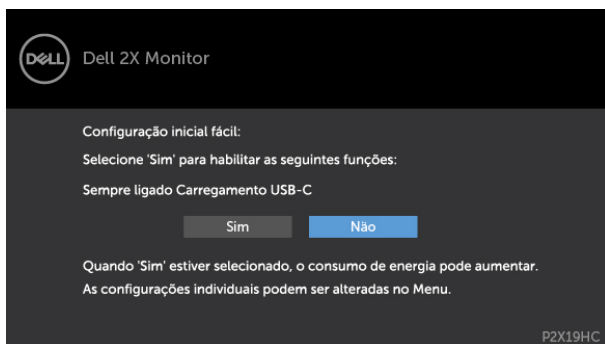 DELL
Dell 2X Monitor
Configuração inicial fácil:
Selecione 'Sim' para habilitar as seguintes funções:
Sempre ligado Carregamento USB-C
Sim Não
Quando 'Sim' estiver selecionado, o consumo de energia pode aumentar.
As configurações individuais podem ser alteradas no Menu.
P2X19HC